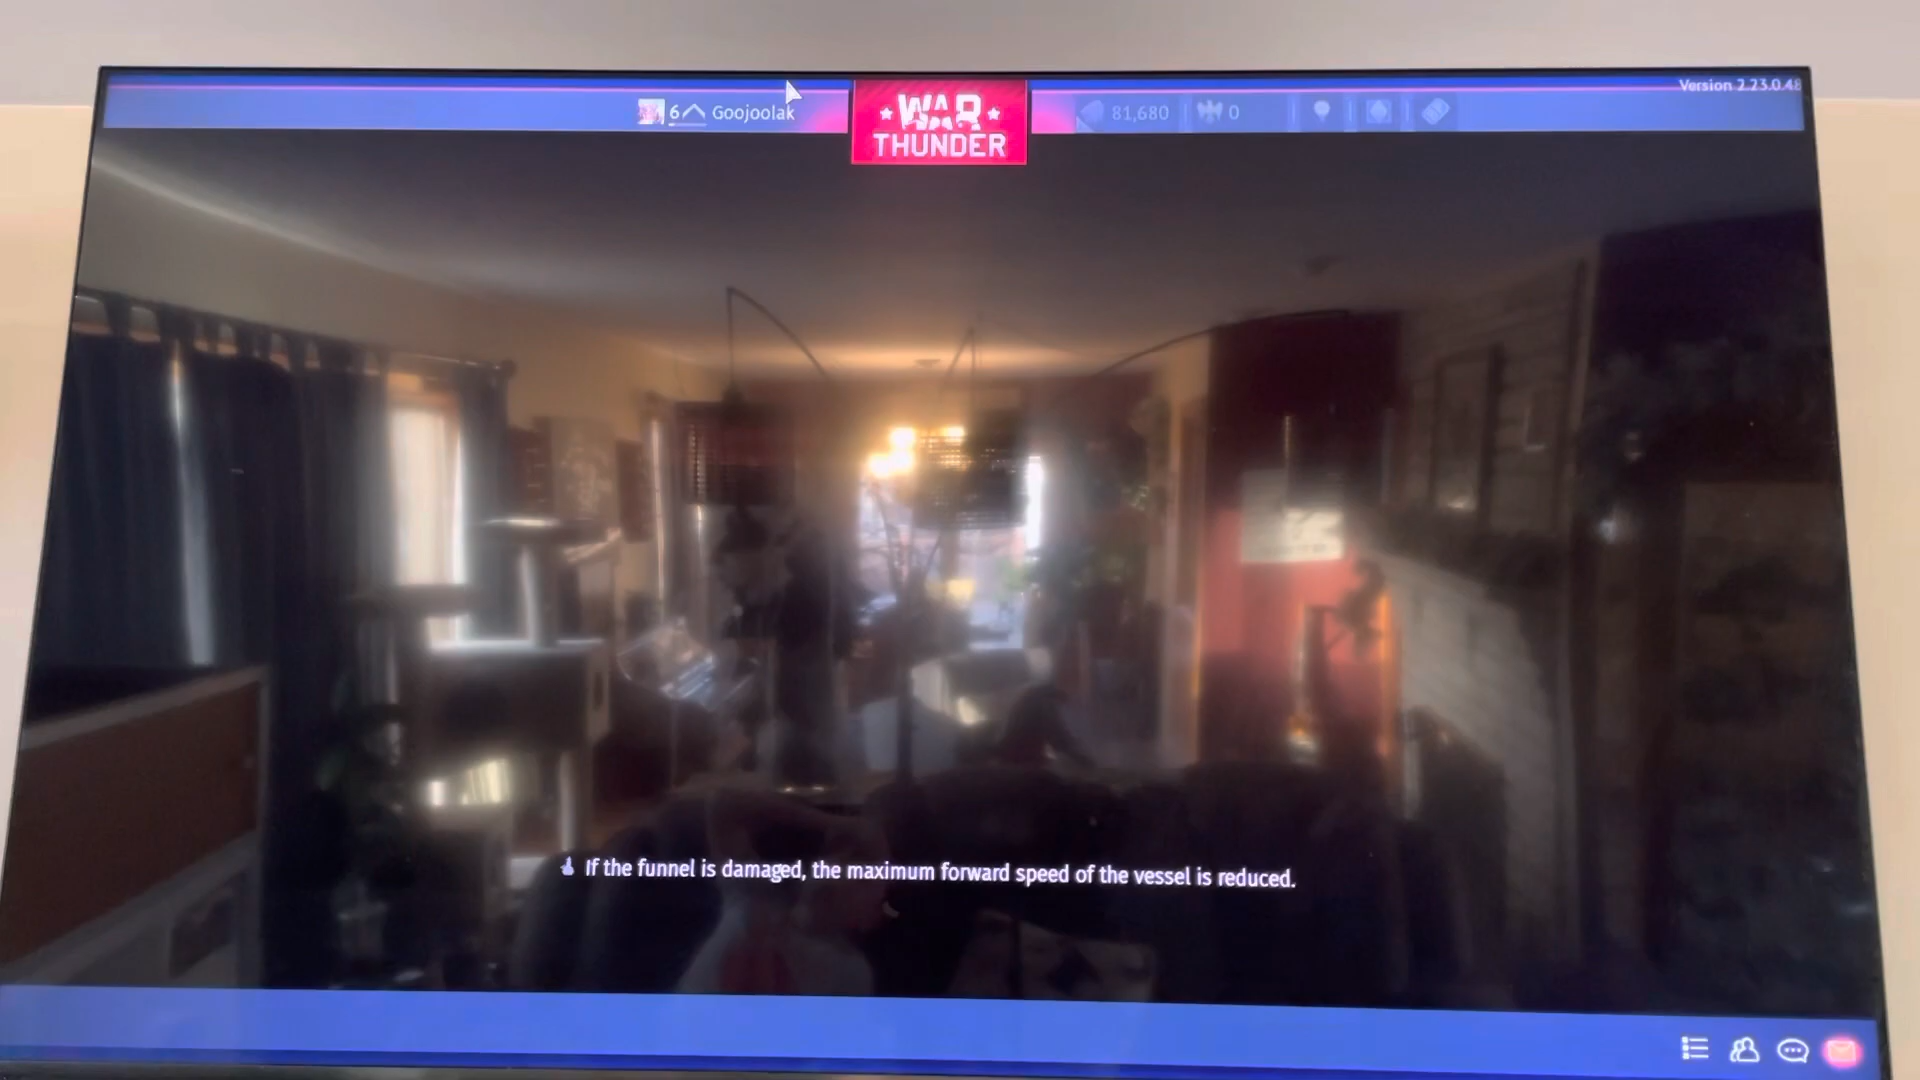 Version 2.23.0.48
6 Goojoolak
WAR
THUNDER
81,680
0
If the funnel is damaged, the maximum forward speed of the vessel is reduced.